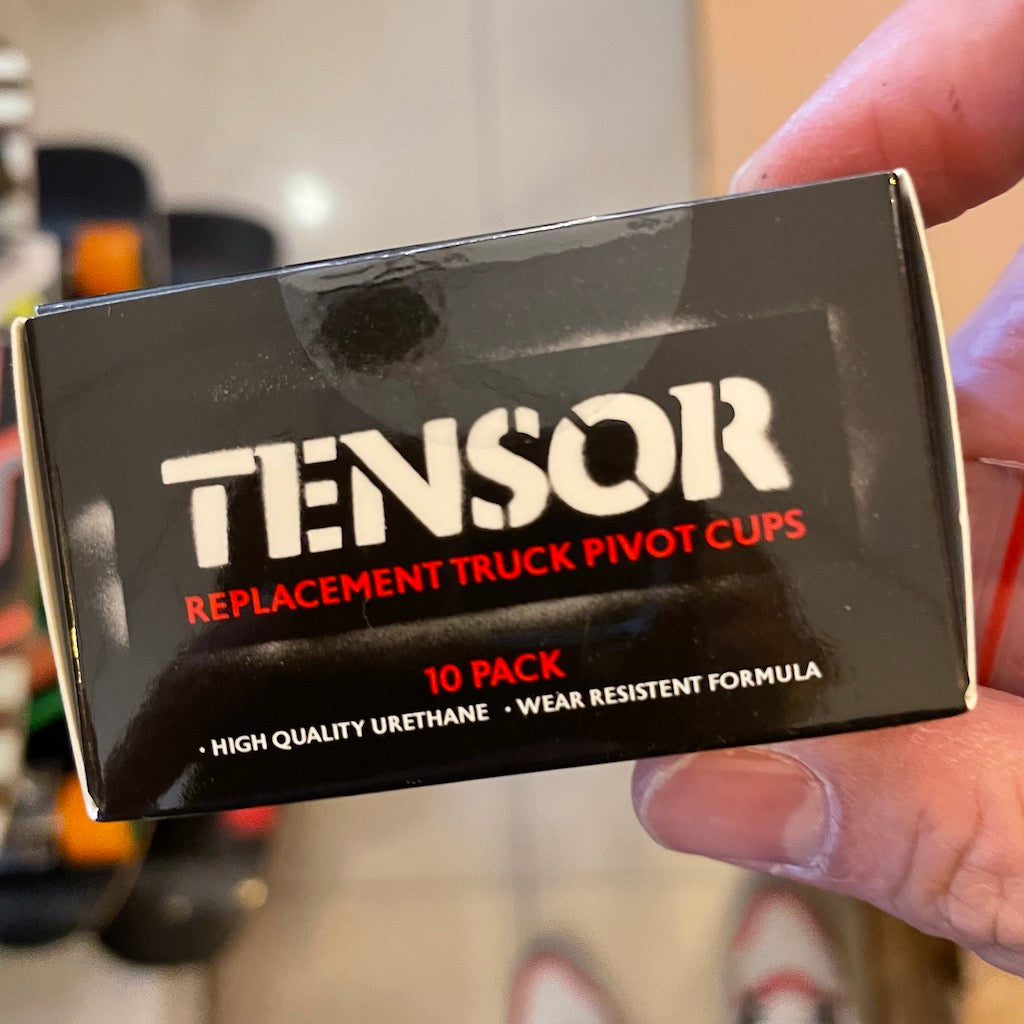 TENSOR
REPLACEMENT TRUCK PIVOT CUPS
10 PACK
· HIGH QUALITY URETHANE · WEAR RESISTENT FORMULA